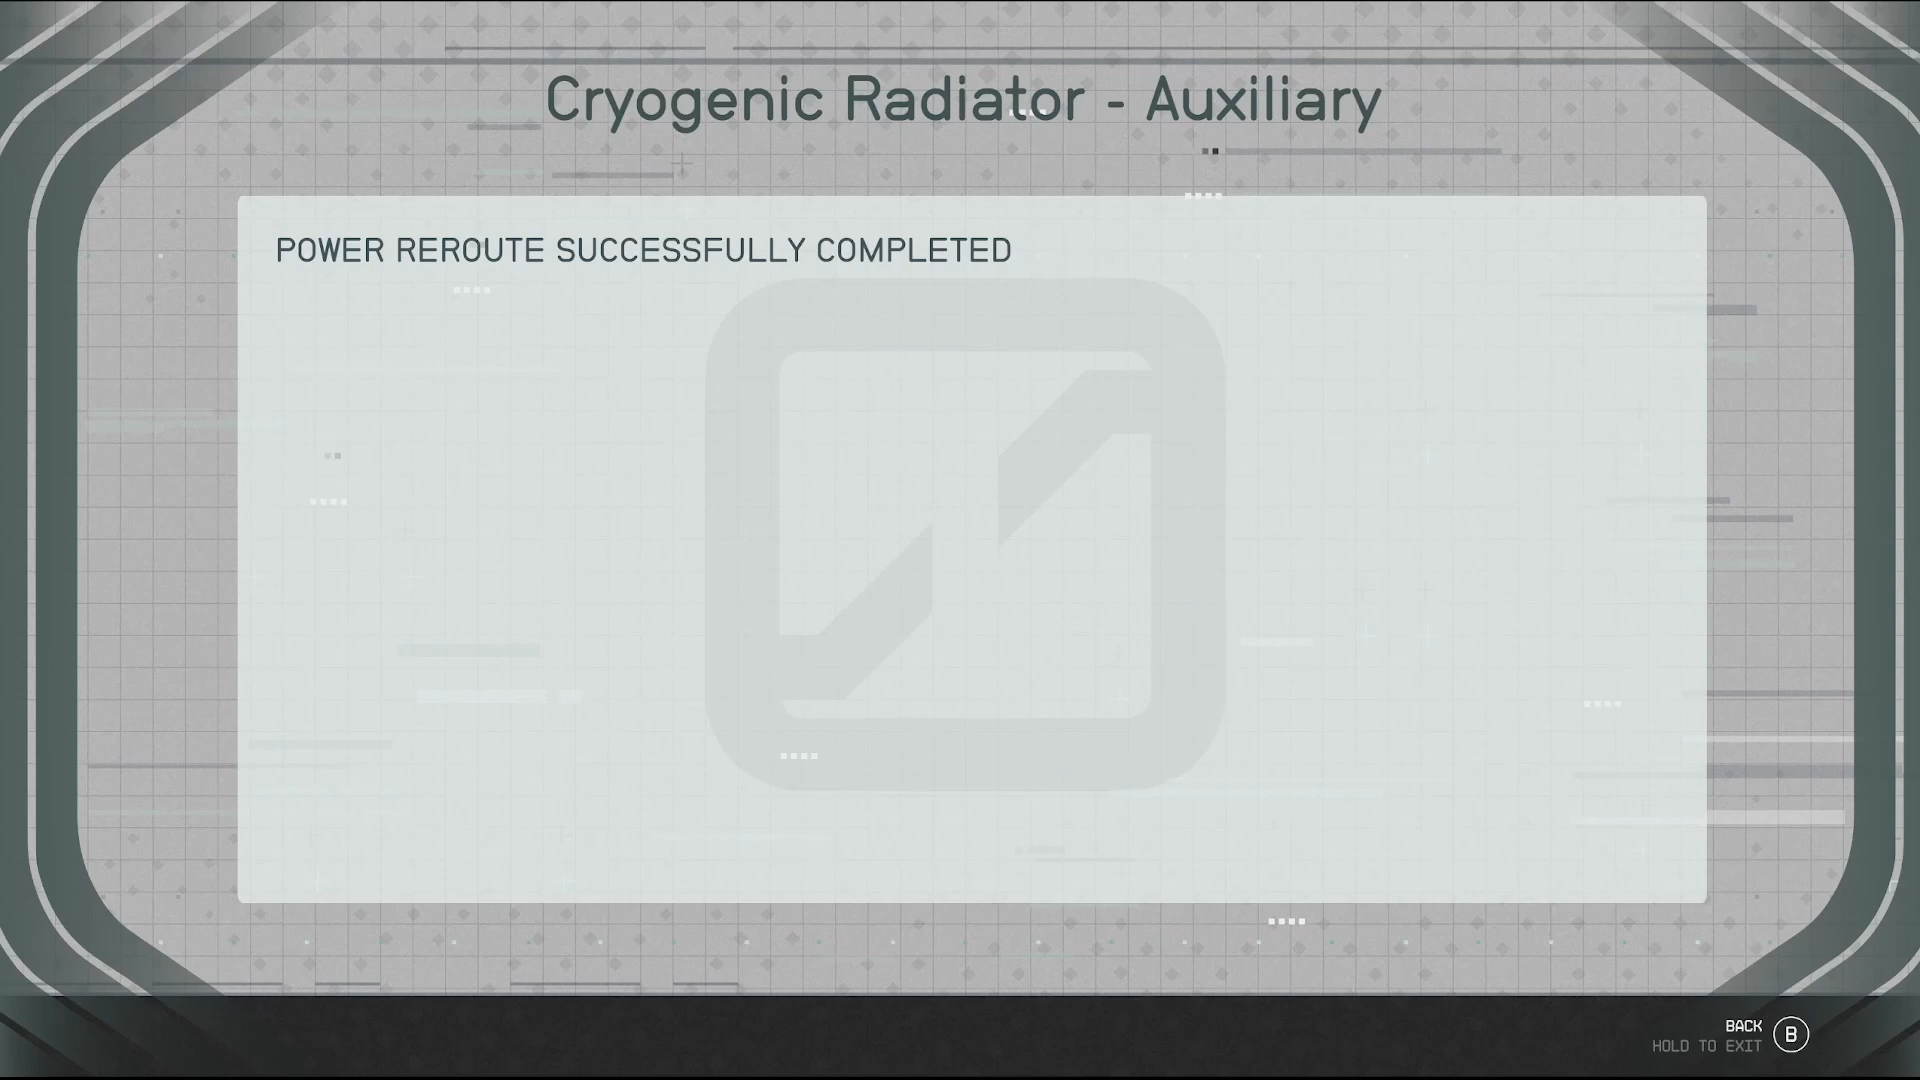 Cryogenic Radiator - Auxiliary
POWER REROUTE SUCCESSFULLY COMPLETED
BACK
HOLD TO EXIT
B